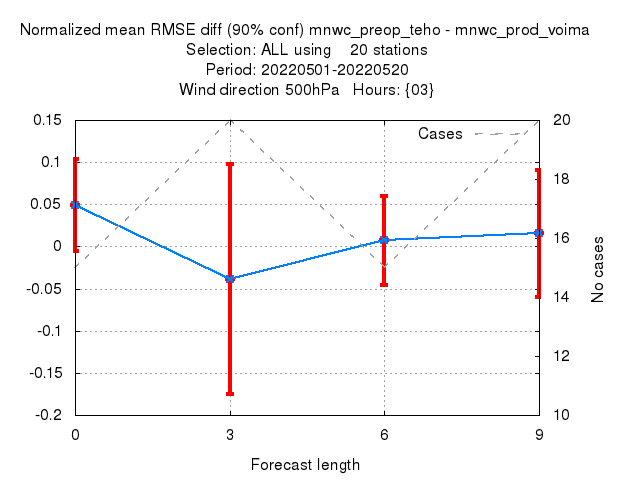 Normalized mean RMSE diff (90% conf) mnwc_preop_teho - mnwc_prod_voima
Selection: ALL using    20 stations
Period: 20220501-20220520
Wind direction 500hPa   Hours: {03}
Cases
0.15
0.1
0.05
0
-0.05
-0.1
-0.15
-0.2
20
18
16
14
12
10
No cases
0 3 6 9
Forecast length